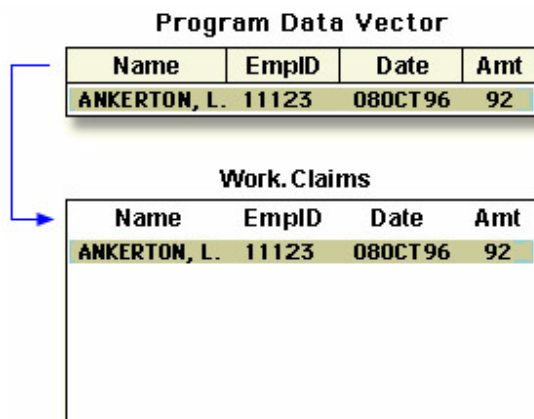 Program Data Vector
Name EmpID Date Amt
ANKERTON, L. 11123 08OCT96 92
Work.Claims
Name EmpID Date Amt
ANKERTON, L. 11123 08OCT96 92